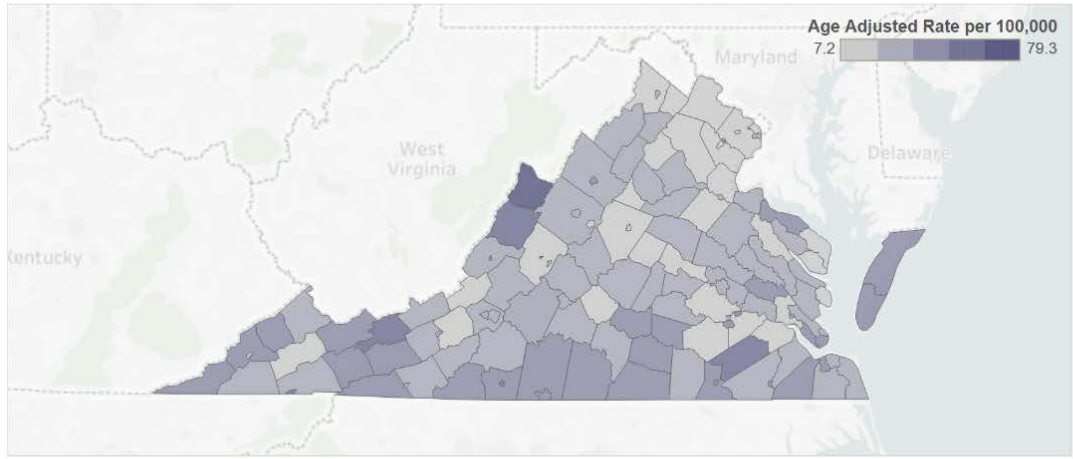 Age Adjusted Rate per 100,000
7.2 79.3
Maryland
West
Virginia
Delaware
Kentucky